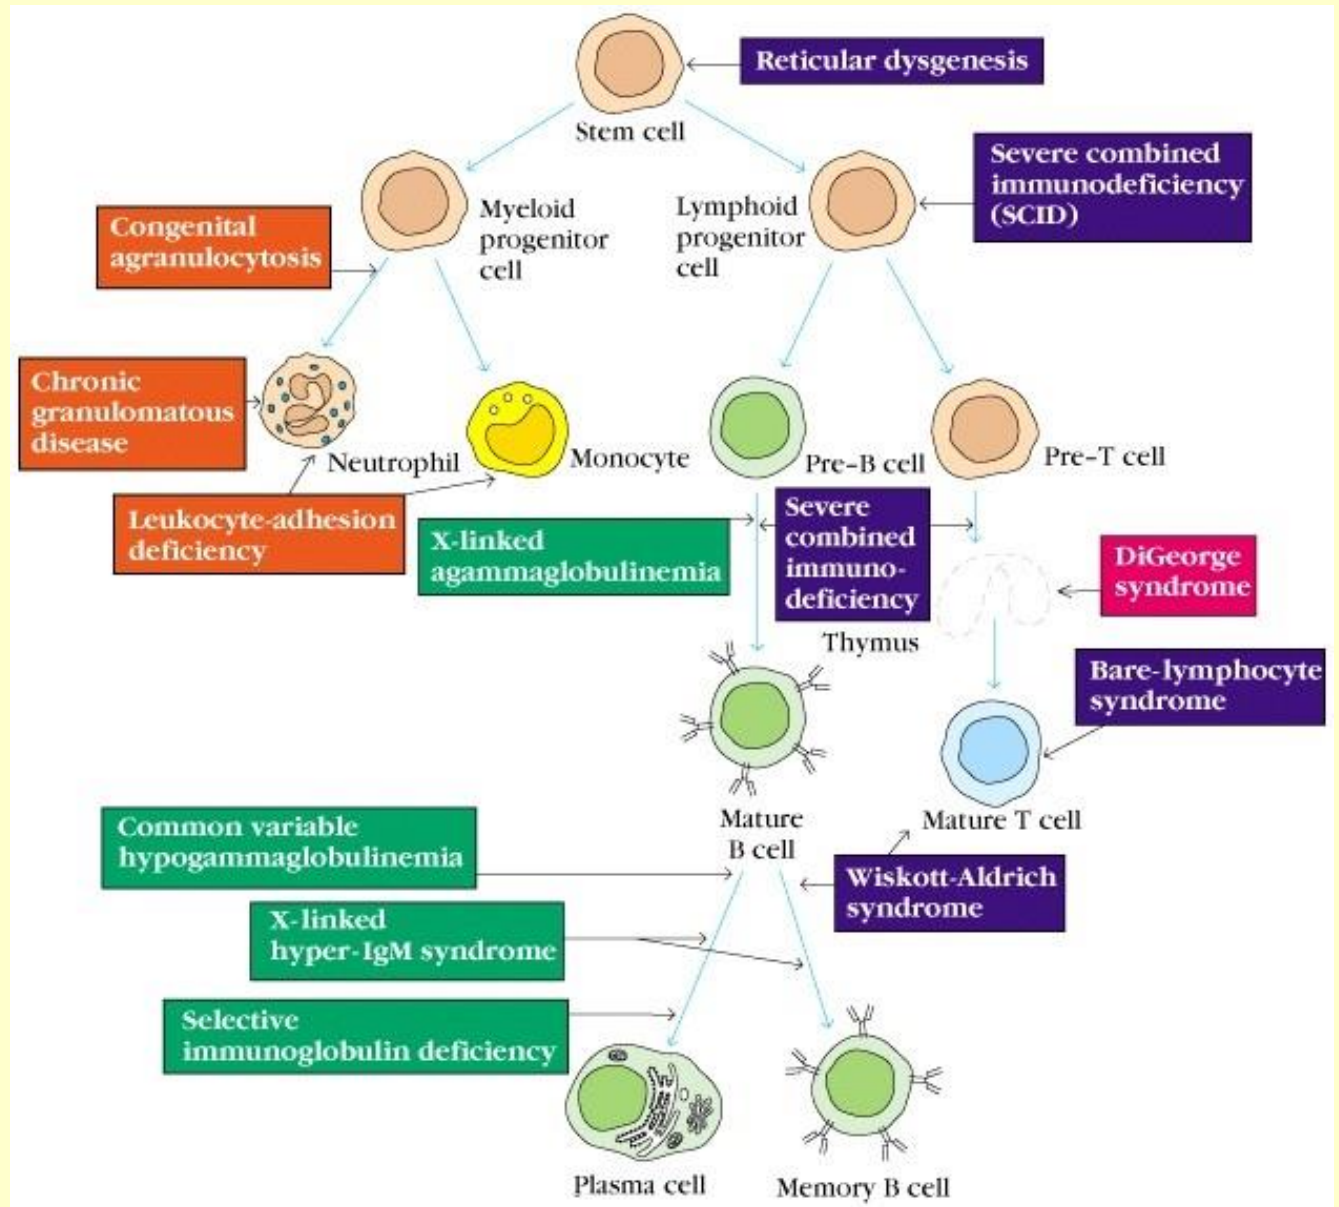 Reticular dysgenesis
Stem cell
Severe combined
immunodeficiency
(SCID)
Congenital
agranulocytosis
Myeloid
progenitor
cell
Lymphoid
progenitor
cell
Chronic
granulomatous
disease
Neutrophil
Monocyte
Pre-B cell
Pre-T cell
Leukocyte-adhesion
deficiency
X-linked
agammaglobulinemia
Severe
combined
immuno-
deficiency
DiGeorge
syndrome
Thymus
Bare-lymphocyte
syndrome
Mature
B cell
Mature T cell
Common variable
hypogammaglobulinemia
Wiskott-Aldrich
syndrome
X-linked
hyper-IgM syndrome
Selective
immunoglobulin deficiency
Plasma cell
Memory B cell